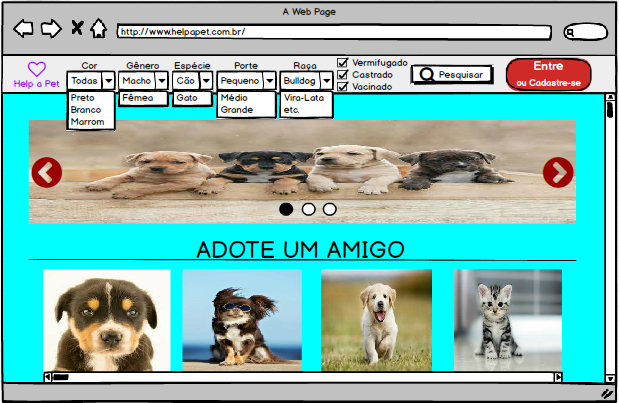 A Web Page
http://www.helpapet.com.br/
Help a Pet
Cor
Gênero
Espécie
Porte
Raça
Todas
Macho
Cão
Pequeno
Bulldog
Preto
Branco
Marrom
Fêmea
Gato
Médio
Grande
Vira-Lata
etc.
Vermifugado
Castrado
Vacinado
Pesquisar
Entre
ou Cadastre-se
ADOTE UM AMIGO